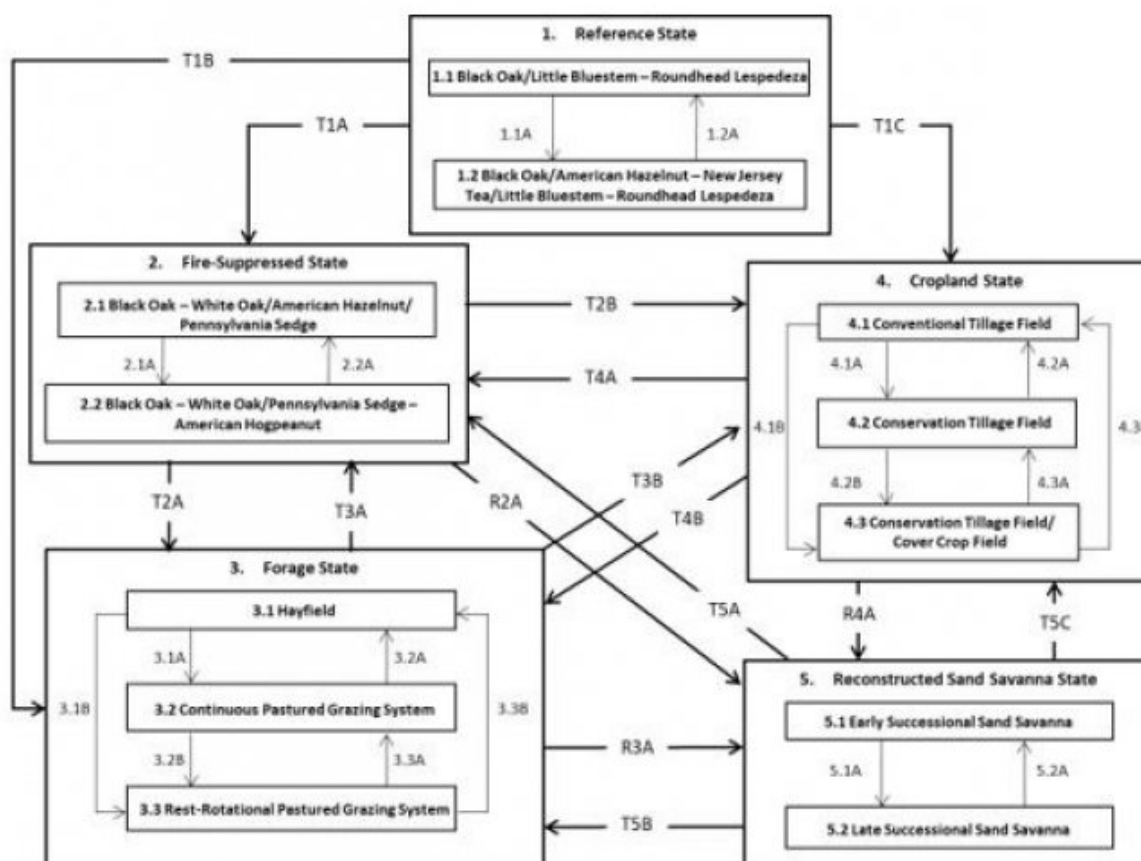 1. Reference State
T1B
1.1 Black Oak/Little Bluestem – Roundhead Lespedeza
T1A
1.1A
1.2A
T1C
1.2 Black Oak/American Hazelnut – New Jersey
Tea/Little Bluestem – Roundhead Lespedeza
2. Fire-Suppressed State
2.1 Black Oak – White Oak/American Hazelnut/
Pennsylvania Sedge
2.1A
2.2A
2.2 Black Oak – White Oak/Pennsylvania Sedge –
American Hogpeanut
T2B
T4A
4. Cropland State
4.1 Conventional Tillage Field
4.1A
4.2A
4.2 Conservation Tillage Field
4.1B
4.2B
4.3A
4.3 Conservation Tillage Field/
Cover Crop Field
T2A
T3A
R2A
T3B
T4B
T5A
R4A
T5C
3. Forage State
3.1 Hayfield
3.1A
3.2A
3.1B
3.2 Continuous Pastured Grazing System
3.3B
3.2B
3.3A
3.3 Rest-Rotational Pastured Grazing System
R3A
T5B
5. Reconstructed Sand Savanna State
5.1 Early Successional Sand Savanna
5.1A
5.2A
5.2 Late Successional Sand Savanna